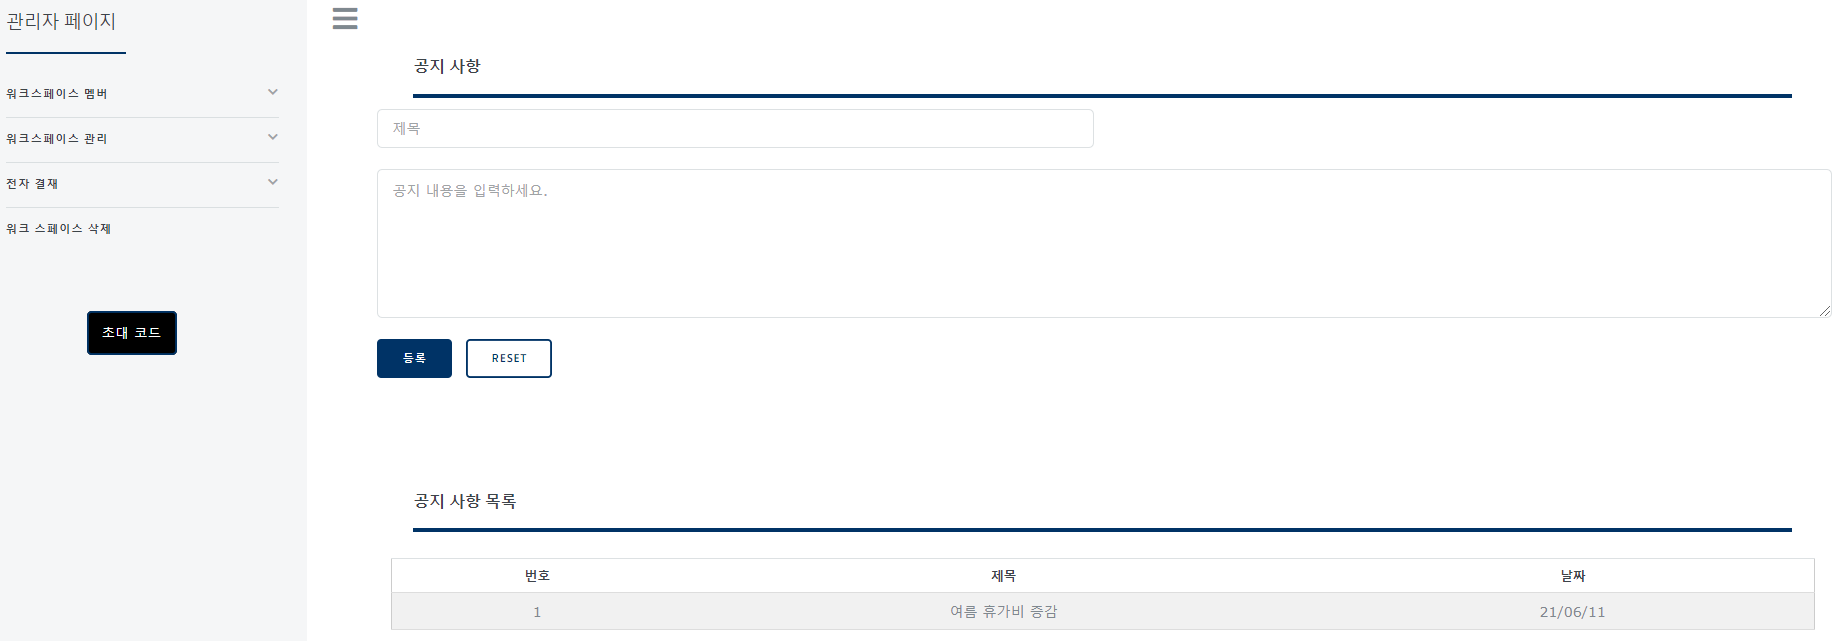 관리자 페이지
워크스페이스 멤버
워크스페이스 관리
전자 결재
워크 스페이스 삭제
초대 코드
공지 사항
제목
공지 내용을 입력하세요.
등록 RESET
공지 사항 목록
번호 제목 날짜
1 여름 휴가비 증감 21/06/11